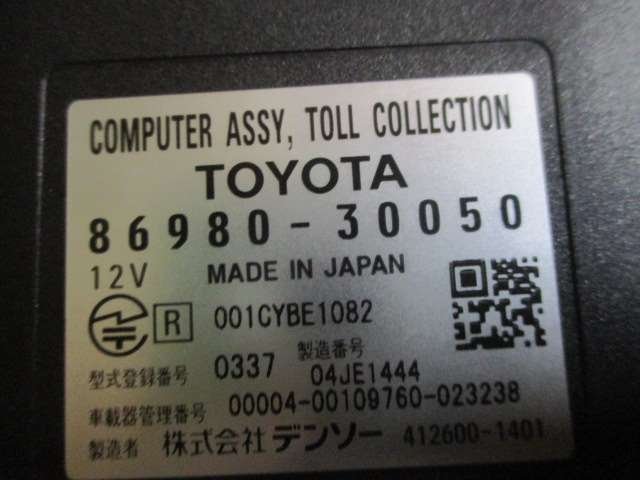 COMPUTER ASSY, TOLL COLLECTION
TOYOTA
86980-30050
12V MADE IN JAPAN
R 001CYBE1082
型式登録番号 0337 製造番号 04JE1444
車載器管理番号 00004-00109760-023238
製造者 株式会社デンソー 412600-1401